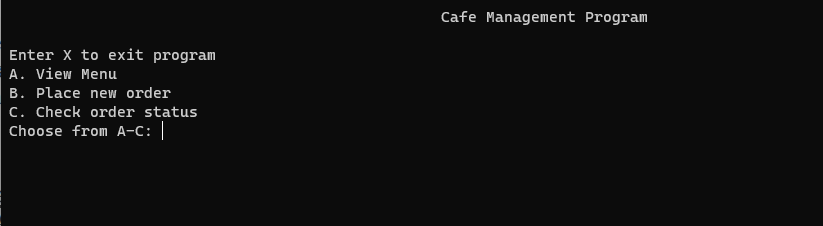 Cafe Management Program
Enter X to exit program
A. View Menu
B. Place new order
C. Check order status
Choose from A-C: